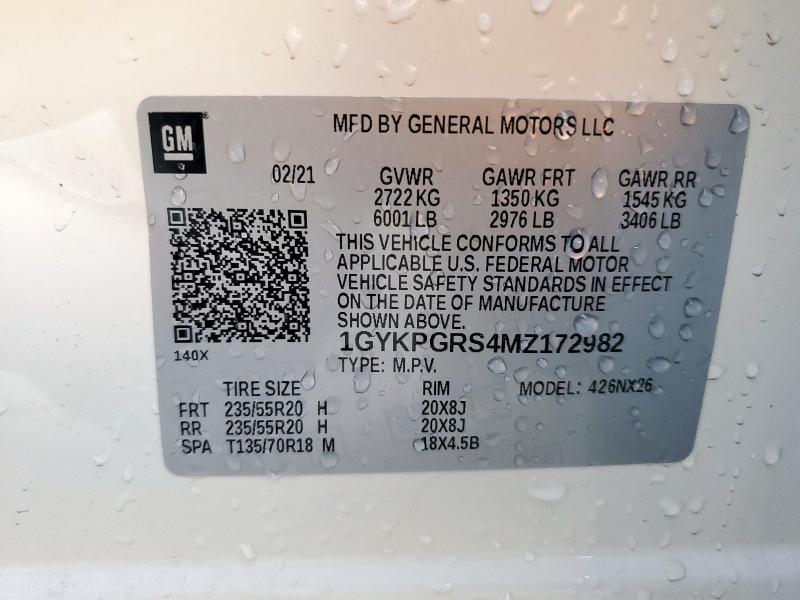 GM
MFD BY GENERAL MOTORS LLC
02/21 GVWR GAWR FRT GAWR RR
2722 KG 1350 KG 1545 KG
6001 LB 2976 LB 3406 LB
THIS VEHICLE CONFORMS TO ALL
APPLICABLE U.S. FEDERAL MOTOR
VEHICLE SAFETY STANDARDS IN EFFECT
ON THE DATE OF MANUFACTURE
SHOWN ABOVE.
1GYKPGRS4MZ172982
140X
TYPE: M.P.V.
TIRE SIZE RIM MODEL: 426NX26
FRT 235/55R20 H 20X8J
RR 235/55R20 H 20X8J
SPA T135/70R18 M 18X4.5B